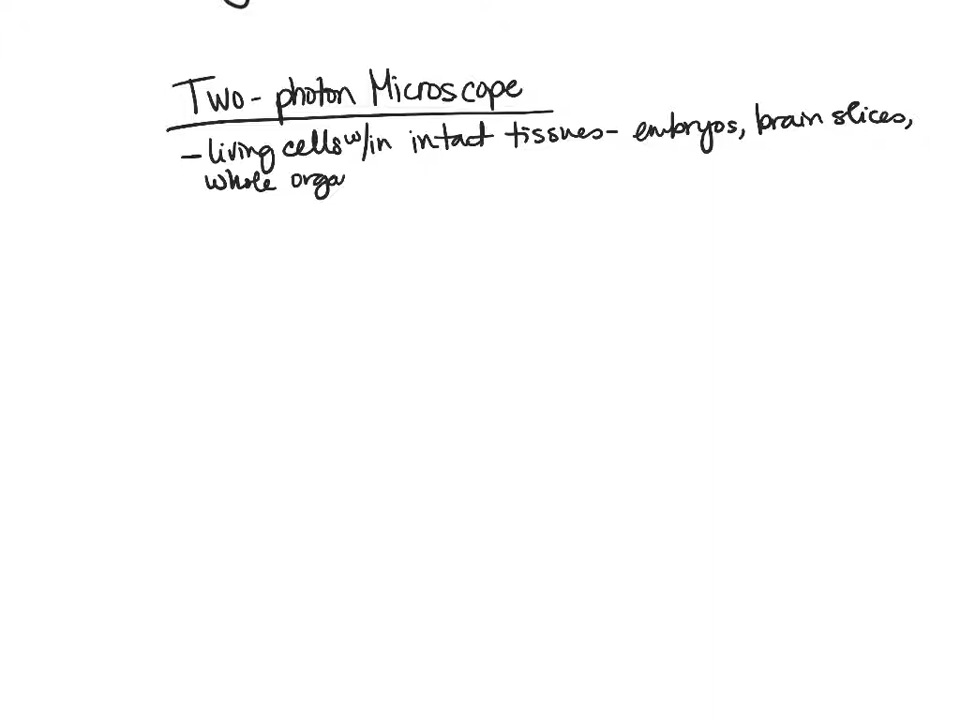 Two-photon Microscope
- living cells w/in intact tissues - embryos, brain slices,
whole orga